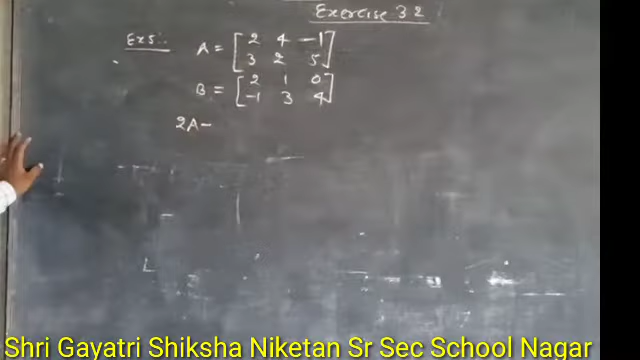 Exercise 3.2
Ex 5:
A = [2 4 -1
3 2 5]
B = [2 1 0
-1 3 4]
2A-
Shri Gayatri Shiksha Niketan Sr Sec School Nagar